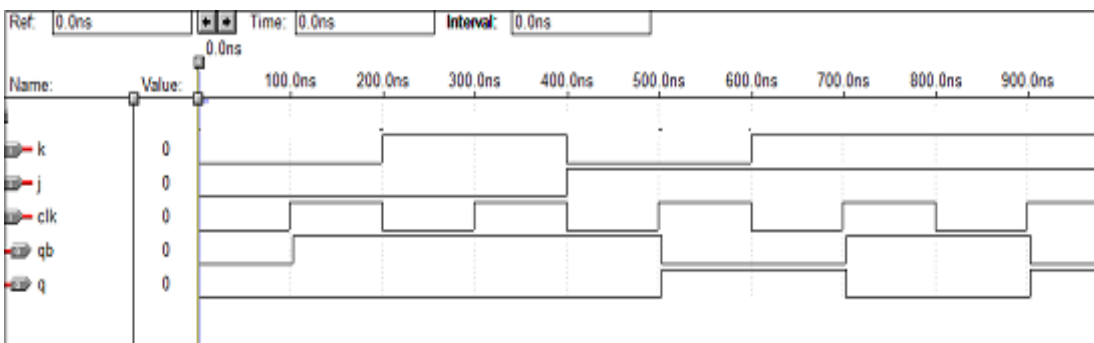 Ref: 0.0ns Time: 0.0ns Interval: 0.0ns
0.0ns
Name: Value: 100.0ns 200.0ns 300.0ns 400.0ns 500.0ns 600.0ns 700.0ns 800.0ns 900.0ns
k 0
j 0
clk 0
qb 0
q 0